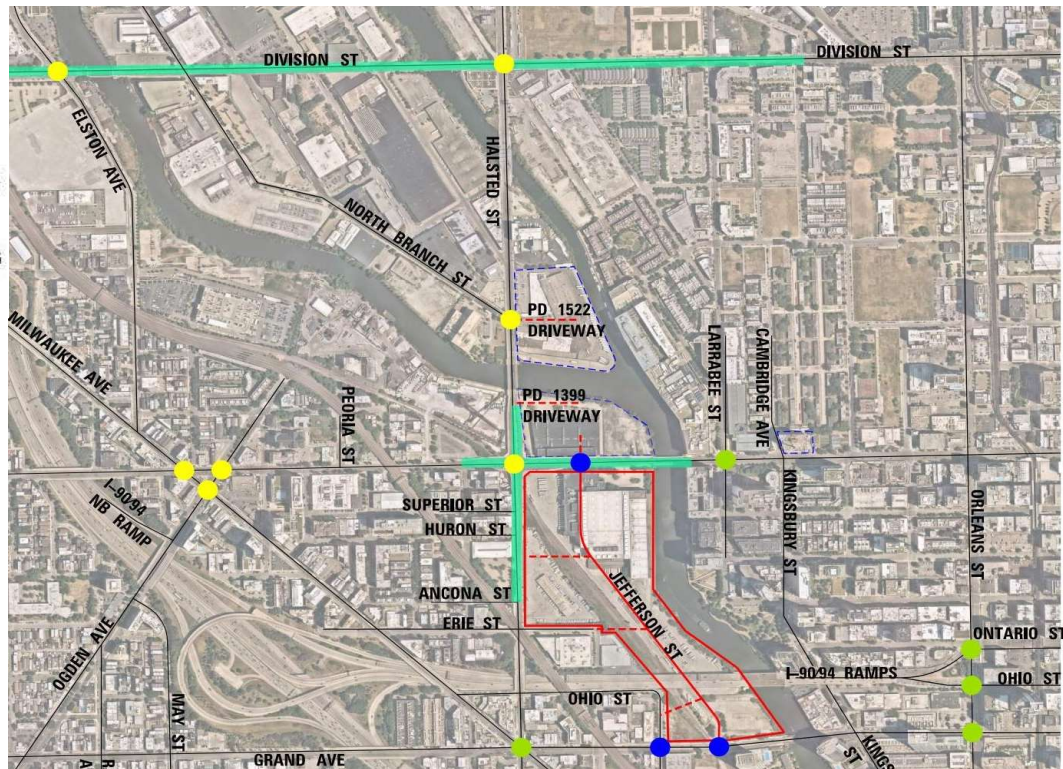 DIVISION ST
DIVISION ST
ELSTON AVE
HALSTED ST
NORTH BRANCH ST
PD 1522
DRIVEWAY
MILWAUKEE AVE
LARRABEE ST
CAMBRIDGE AVE
PEORIA ST
PD 1399
DRIVEWAY
I-90/94
NB RAMP
SUPERIOR ST
HURON ST
KINGSBURY ST
ORLEANS ST
ANCONA ST
ERIE ST
JEFFERSON ST
OGDEN AVE
MAY ST
ONTARIO ST
I-90/94 RAMPS
OHIO ST
OHIO ST
GRAND AVE